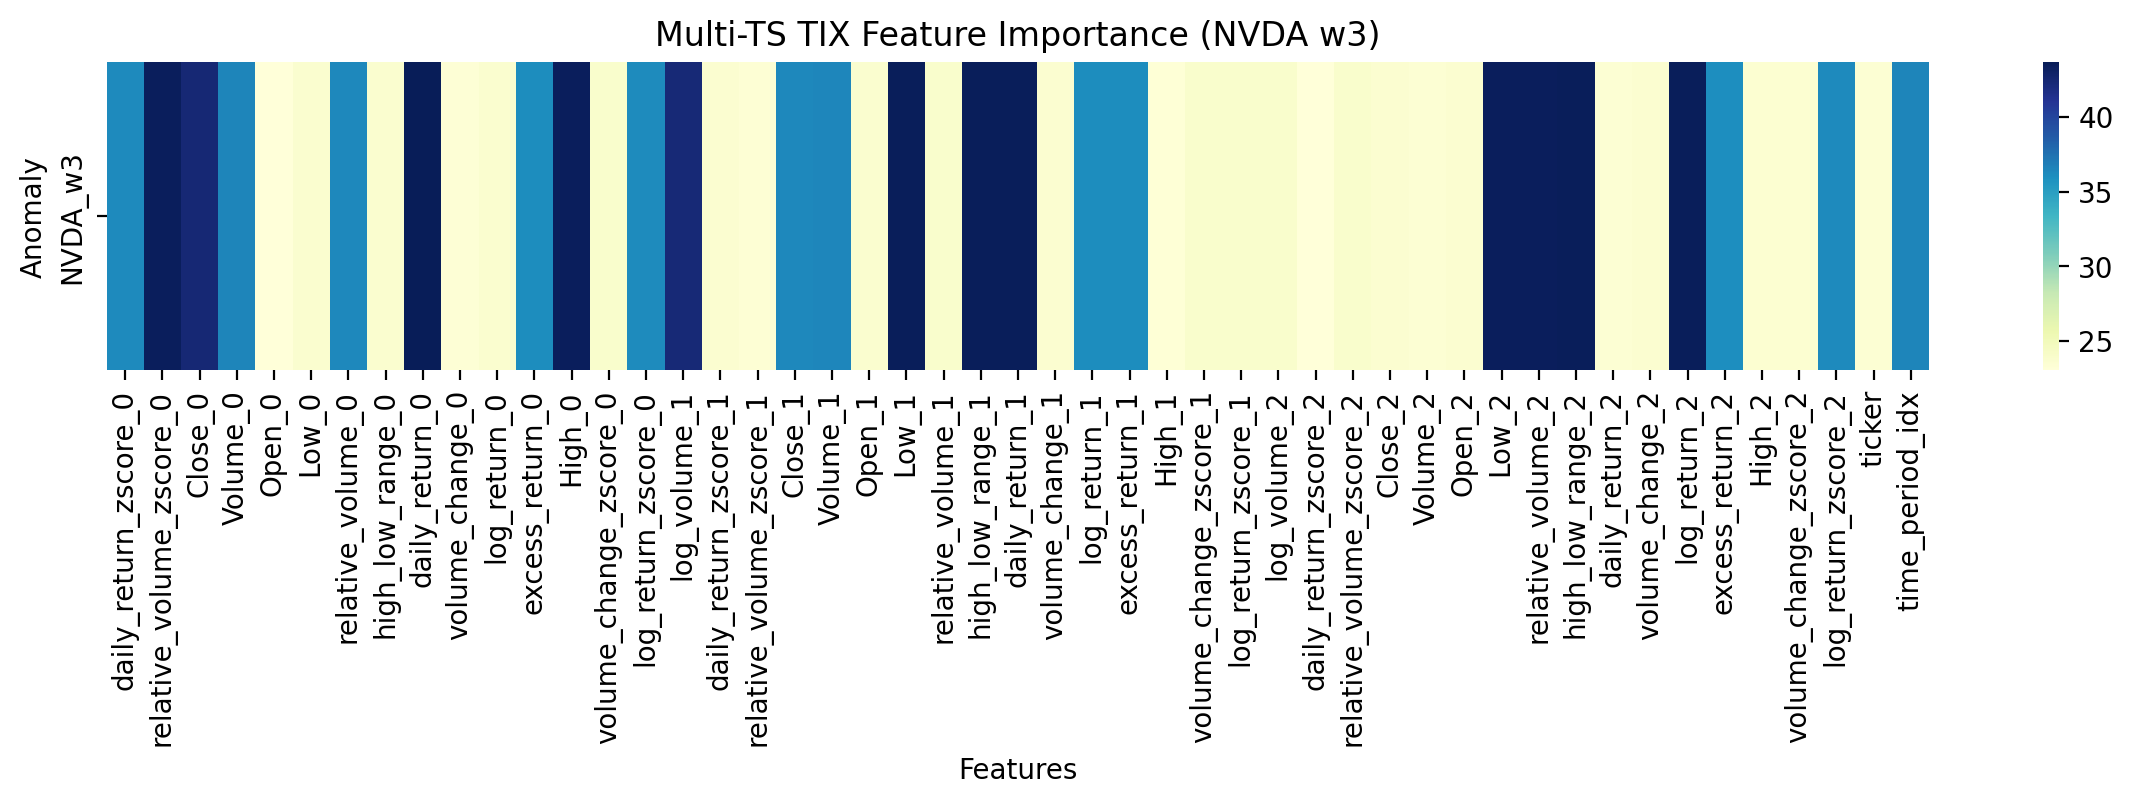 Multi-TS TIX Feature Importance (NVDA w3)
Anomaly
NVDA_w3
40
35
30
25
daily_return_zscore_0
relative_volume_zscore_0
Close_0
Volume_0
Open_0
Low_0
relative_volume_0
high_low_range_0
daily_return_0
volume_change_0
log_return_0
excess_return_0
High_0
volume_change_zscore_0
log_return_zscore_0
log_volume_1
daily_return_zscore_1
relative_volume_zscore_1
Close_1
Volume_1
Open_1
Low_1
relative_volume_1
high_low_range_1
daily_return_1
volume_change_1
log_return_1
excess_return_1
High_1
volume_change_zscore_1
log_return_zscore_1
log_volume_2
daily_return_zscore_2
relative_volume_zscore_2
Close_2
Volume_2
Open_2
Low_2
relative_volume_2
high_low_range_2
daily_return_2
volume_change_2
log_return_2
excess_return_2
High_2
volume_change_zscore_2
log_return_zscore_2
ticker
time_period_idx
Features